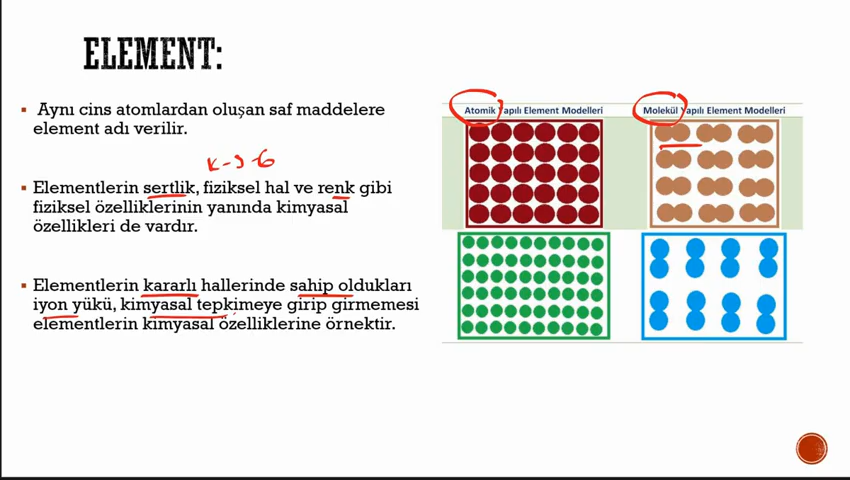 ELEMENT:
Aynı cins atomlardan oluşan saf maddelere
element adı verilir.
K-S-G
Elementlerin sertlik, fiziksel hal ve renk gibi
fiziksel özelliklerinin yanında kimyasal
özellikleri de vardır.
Elementlerin kararlı hallerinde sahip oldukları
iyon yükü, kimyasal tepkimeye girip girmemesi
elementlerin kimyasal özelliklerine örnektir.
Atomik Yapılı Element Modelleri
Molekül Yapılı Element Modelleri